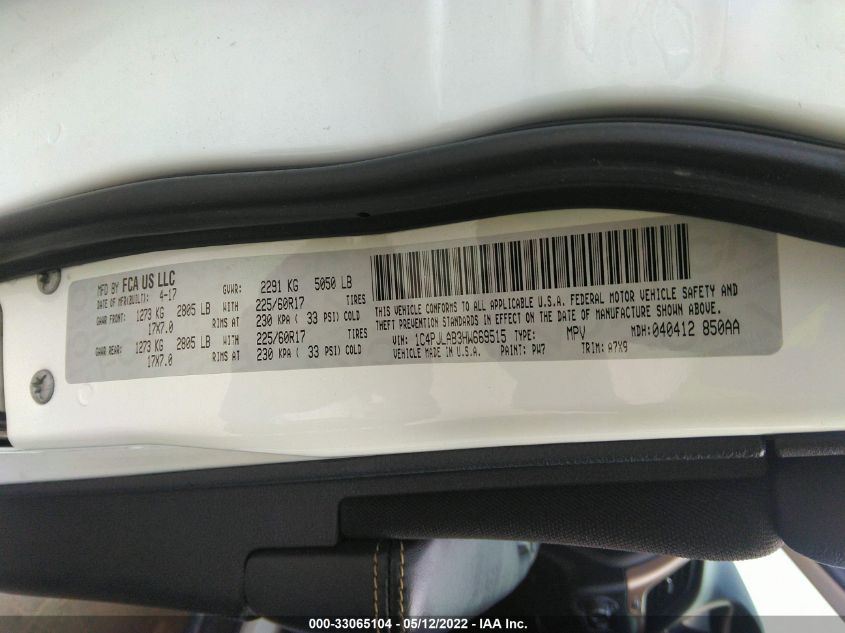 MFD BY FCA US LLC
DATE OF MFR(BUILT): 4-17 GVWR: 2291 KG 5050 LB
GAWR FRONT: 1273 KG 2805 LB WITH 225/60R17 TIRES
17X7.0 RIMS AT 230 KPA ( 33 PSI) COLD
GAWR REAR: 1273 KG 2805 LB WITH 225/60R17 TIRES
17X7.0 RIMS AT 230 KPA ( 33 PSI) COLD
THIS VEHICLE CONFORMS TO ALL APPLICABLE U.S.A. FEDERAL MOTOR VEHICLE SAFETY AND
THEFT PREVENTION STANDARDS IN EFFECT ON THE DATE OF MANUFACTURE SHOWN ABOVE.
VIN: 1C4PJLAB3HW669515 TYPE: MPV MDH: 040412 850AA
VEHICLE MADE IN U.S.A. PAINT: PW7 TRIM: A7X9
000-33065104 - 05/12/2022 - IAA Inc.